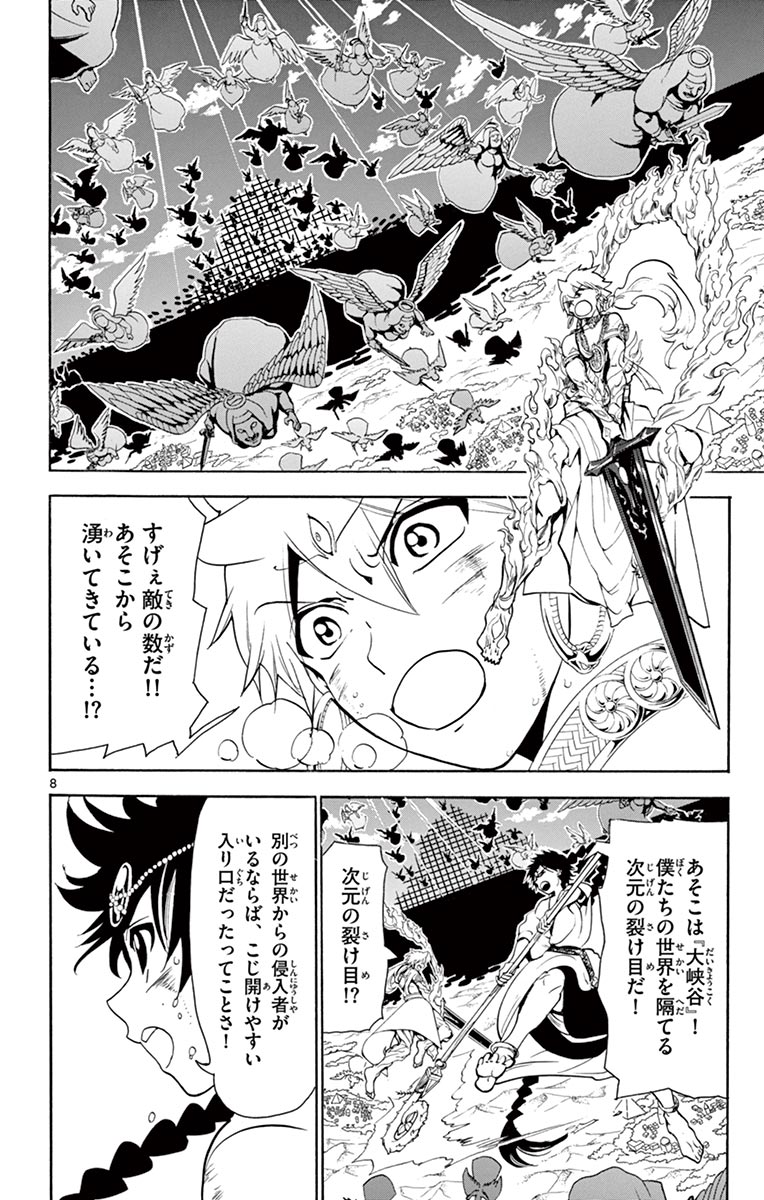 すげぇ敵の数だ!!
あそこから
湧いてきている…!?
8
あそこは『大峡谷』!
僕たちの世界を隔てる
次元の裂け目だ!
次元の裂け目!?
別の世界からの侵入者が
いるならば、こじ開けやすい
入り口だったってことさ!